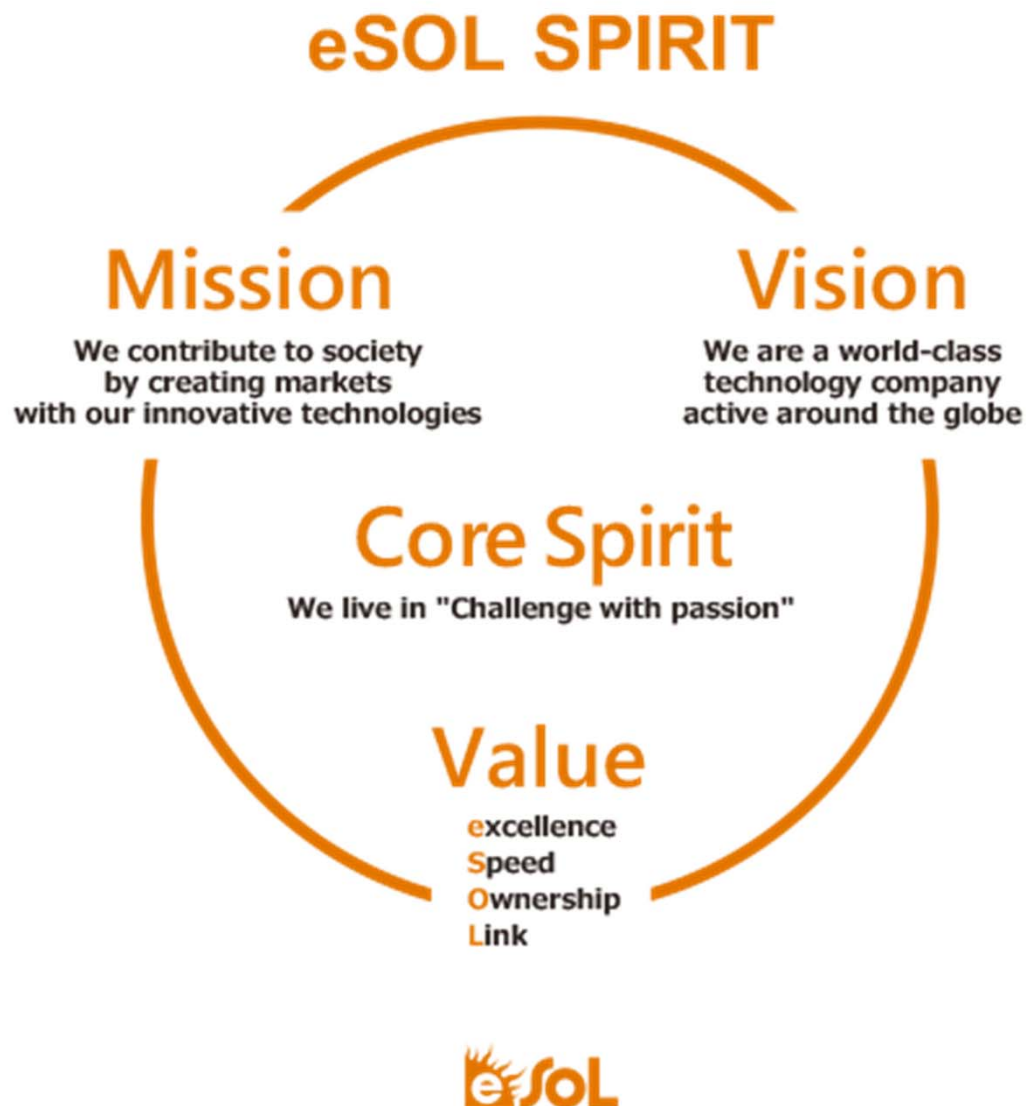 eSOL SPIRIT
Mission
We contribute to society
by creating markets
with our innovative technologies
Vision
We are a world-class
technology company
active around the globe
Core Spirit
We live in "Challenge with passion"
Value
excellence
Speed
Ownership
Link
eSOL